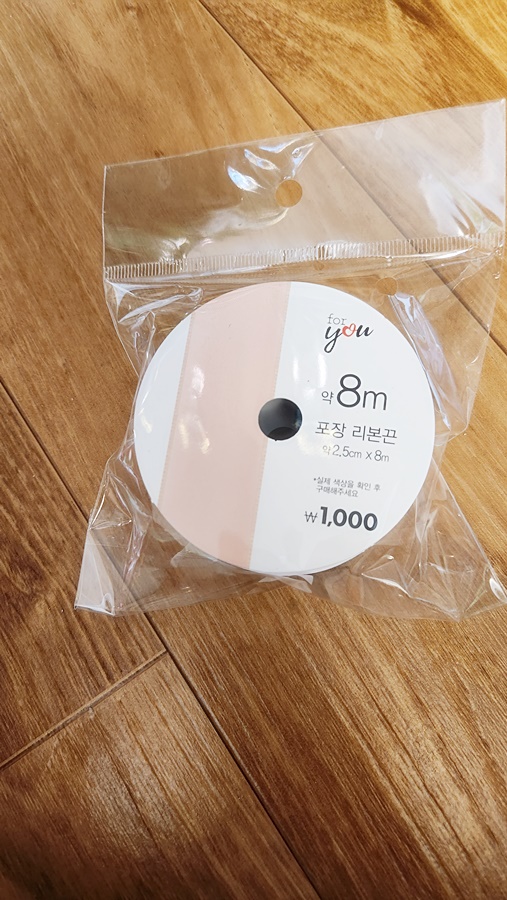 for
you
약 8m
포장 리본끈
약 2.5cm X 8m
*실제 색상을 확인 후
구매해주세요
₩1,000